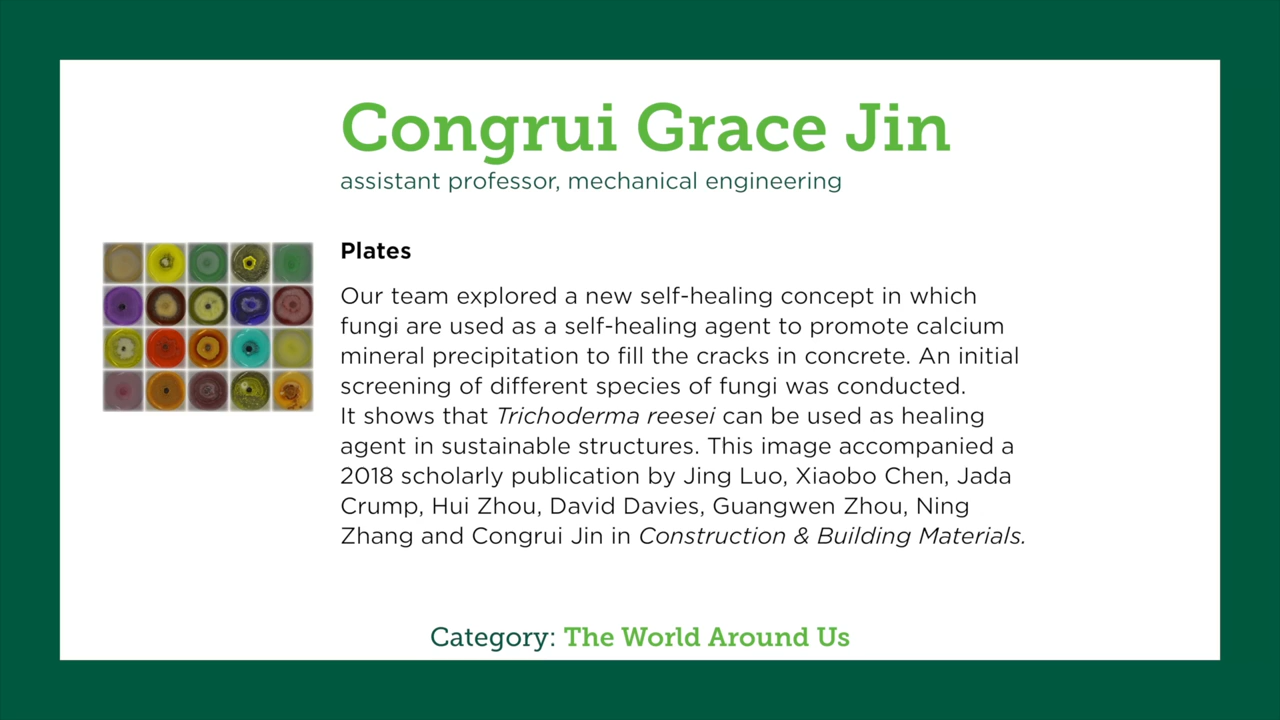 Congrui Grace Jin
assistant professor, mechanical engineering
Plates
Our team explored a new self-healing concept in which
fungi are used as a self-healing agent to promote calcium
mineral precipitation to fill the cracks in concrete. An initial
screening of different species of fungi was conducted.
It shows that Trichoderma reesei can be used as healing
agent in sustainable structures. This image accompanied a
2018 scholarly publication by Jing Luo, Xiaobo Chen, Jada
Crump, Hui Zhou, David Davies, Guangwen Zhou, Ning
Zhang and Congrui Jin in Construction & Building Materials.
Category: The World Around Us